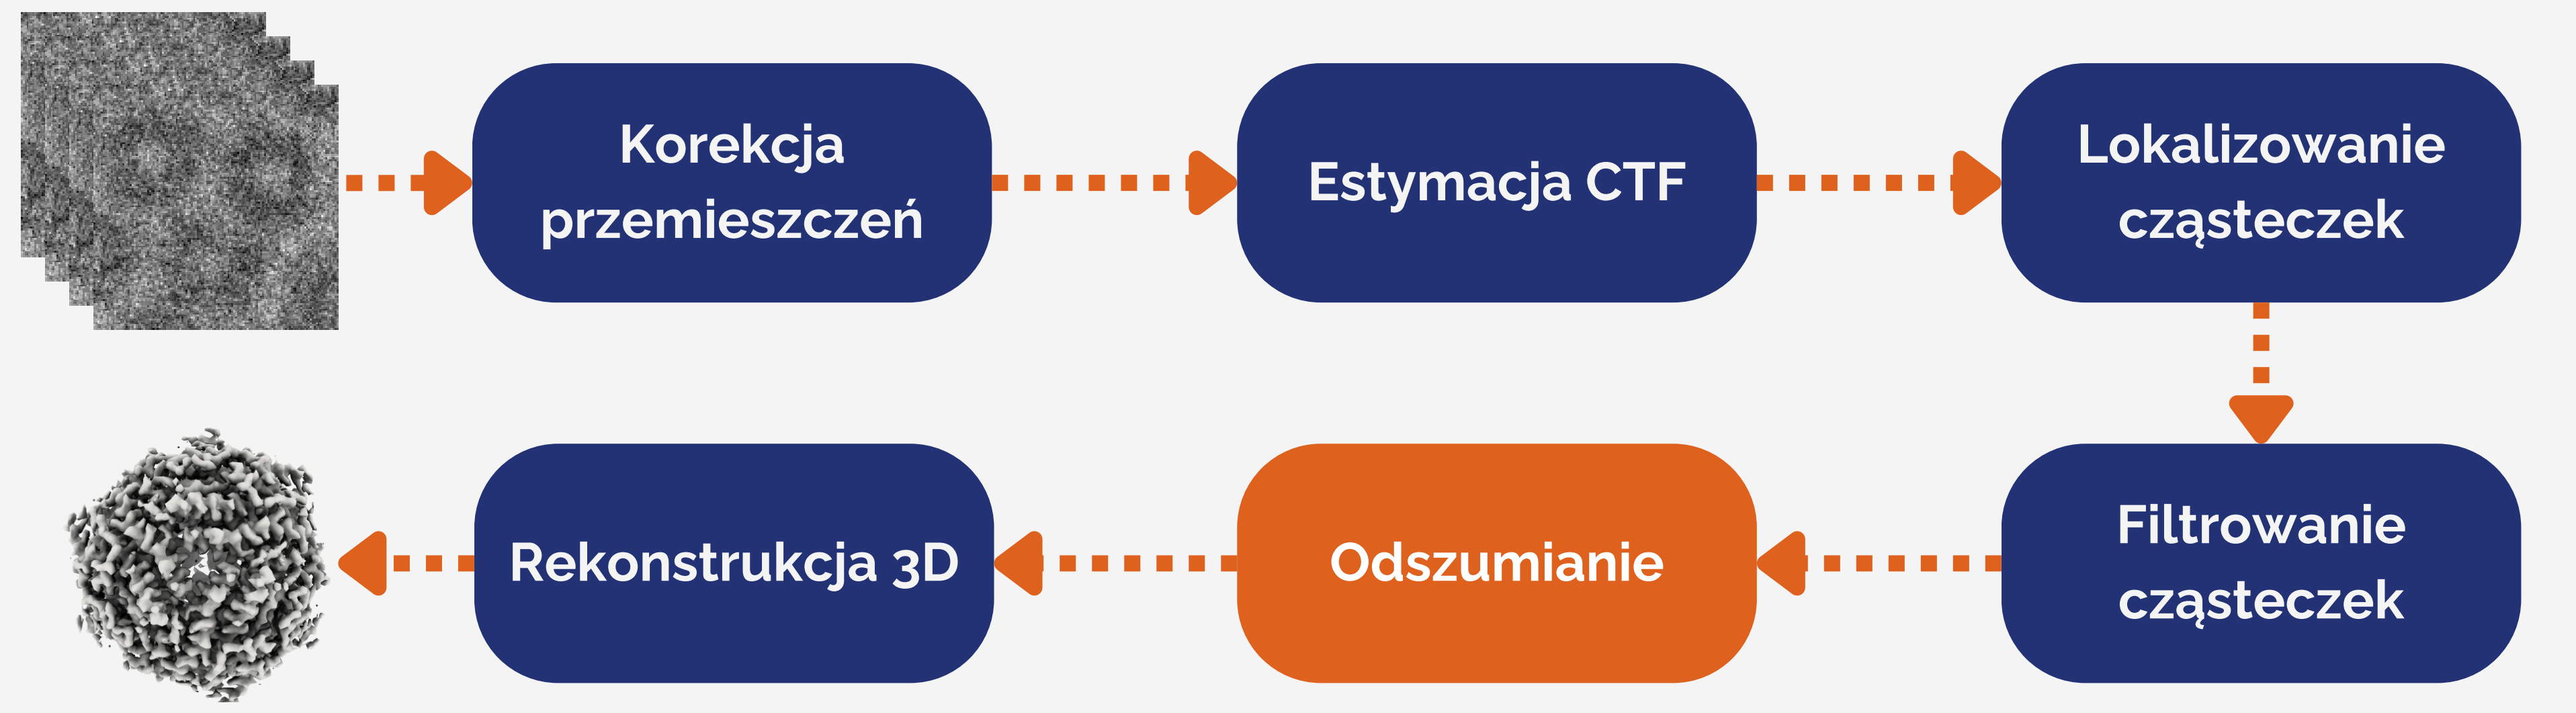 Korekcja
przemieszczeń
Estymacja CTF
Lokalizowanie
cząsteczek
Filtrowanie
cząsteczek
Odszumianie
Rekonstrukcja 3D